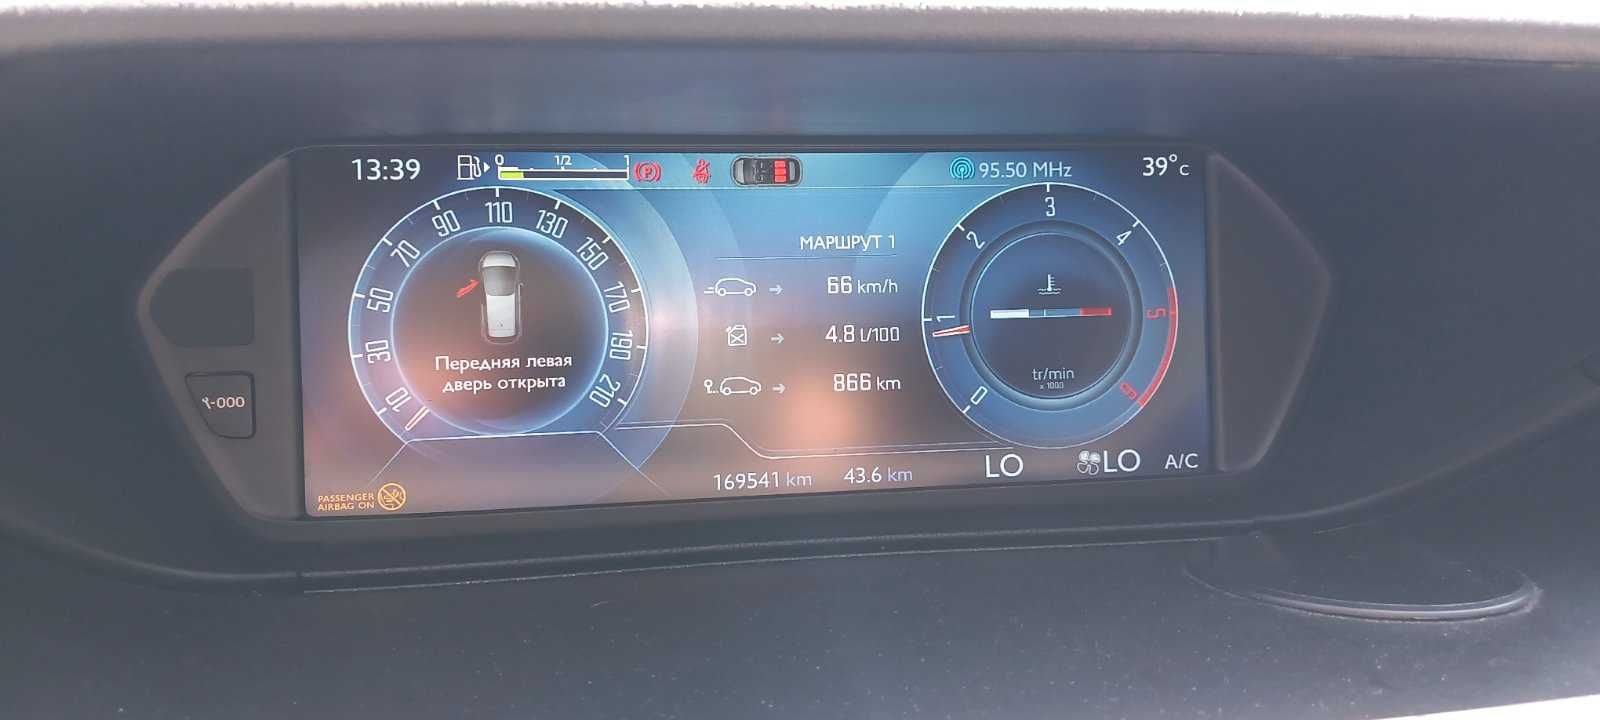 13:39
0 1/2 1
95.50 MHz
39°C
10 30 50 70 90 110 130 150 170 190 210
Передняя левая
дверь открыта
МАРШРУТ 1
66 km/h
4.8 l/100
866 km
0 1 2 3 4 5 6
tr/min
x 1000
-000
PASSENGER
AIRBAG ON
169541 km 43.6 km
LO LO A/C